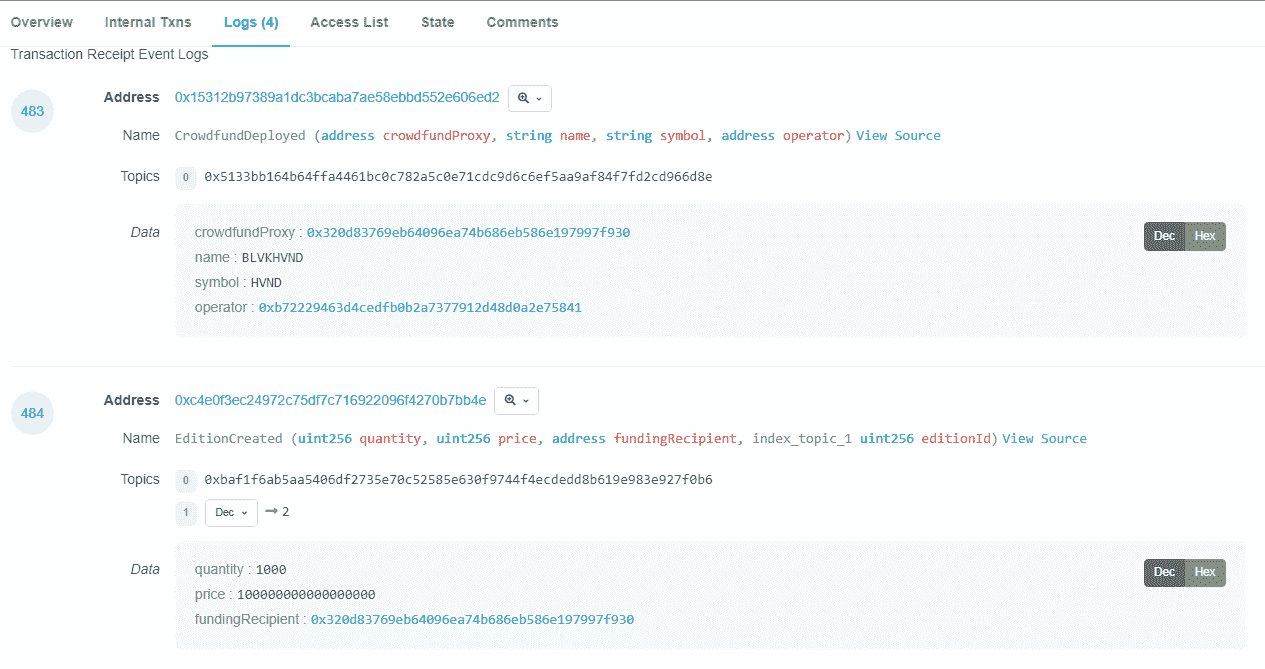 Overview Internal Txns Logs (4) Access List State Comments
Transaction Receipt Event Logs
483 Address 0x15312b97389a1dc3bcaba7ae58ebbd552e606ed2
Name CrowdfundDeployed (address crowdfundProxy, string name, string symbol, address operator) View Source
Topics 0 0x5133bb164b64ffa4461bc0c782a5c0e71cdc9d6c6ef5aa9af84f7fd2cd966d8e
Data crowdfundProxy : 0x320d83769eb64096ea74b686eb586e197997f930 Dec Hex
name : BLVKHVND
symbol : HVND
operator : 0xb72229463d4cedfb0b2a7377912d48d0a2e75841
484 Address 0xc4e0f3ec24972c75df7c716922096f4270b7bb4e
Name EditionCreated (uint256 quantity, uint256 price, address fundingRecipient, index_topic_1 uint256 editionId) View Source
Topics 0 0xbaf1f6ab5aa5406df2735e70c52585e630f9744f4ecdedd8b619e983e927f0b6
1 Dec → 2
Data quantity : 1000 Dec Hex
price : 100000000000000000
fundingRecipient : 0x320d83769eb64096ea74b686eb586e197997f930